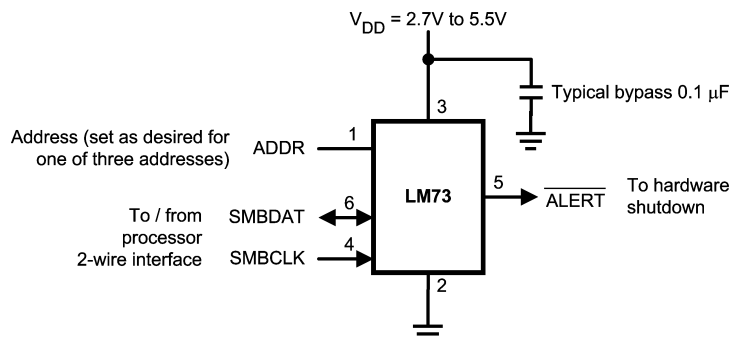 VDD = 2.7V to 5.5V
Typical bypass 0.1 μF
3
Address (set as desired for
one of three addresses)
ADDR
1
LM73
5
ALERT
To hardware
shutdown
To / from
processor
2-wire interface
SMBDAT
6
SMBCLK
4
2